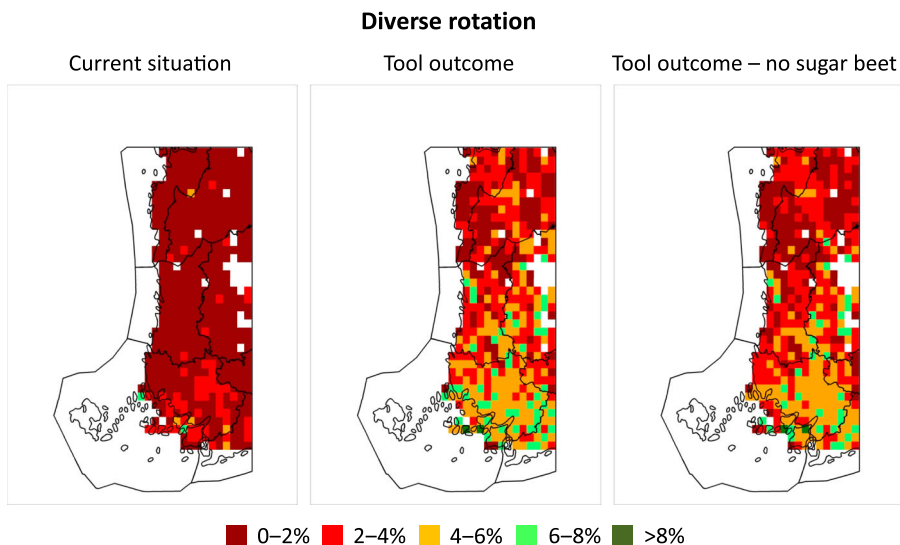 Diverse rotation
Current situation
Tool outcome
Tool outcome – no sugar beet
0–2%
2–4%
4–6%
6–8%
>8%